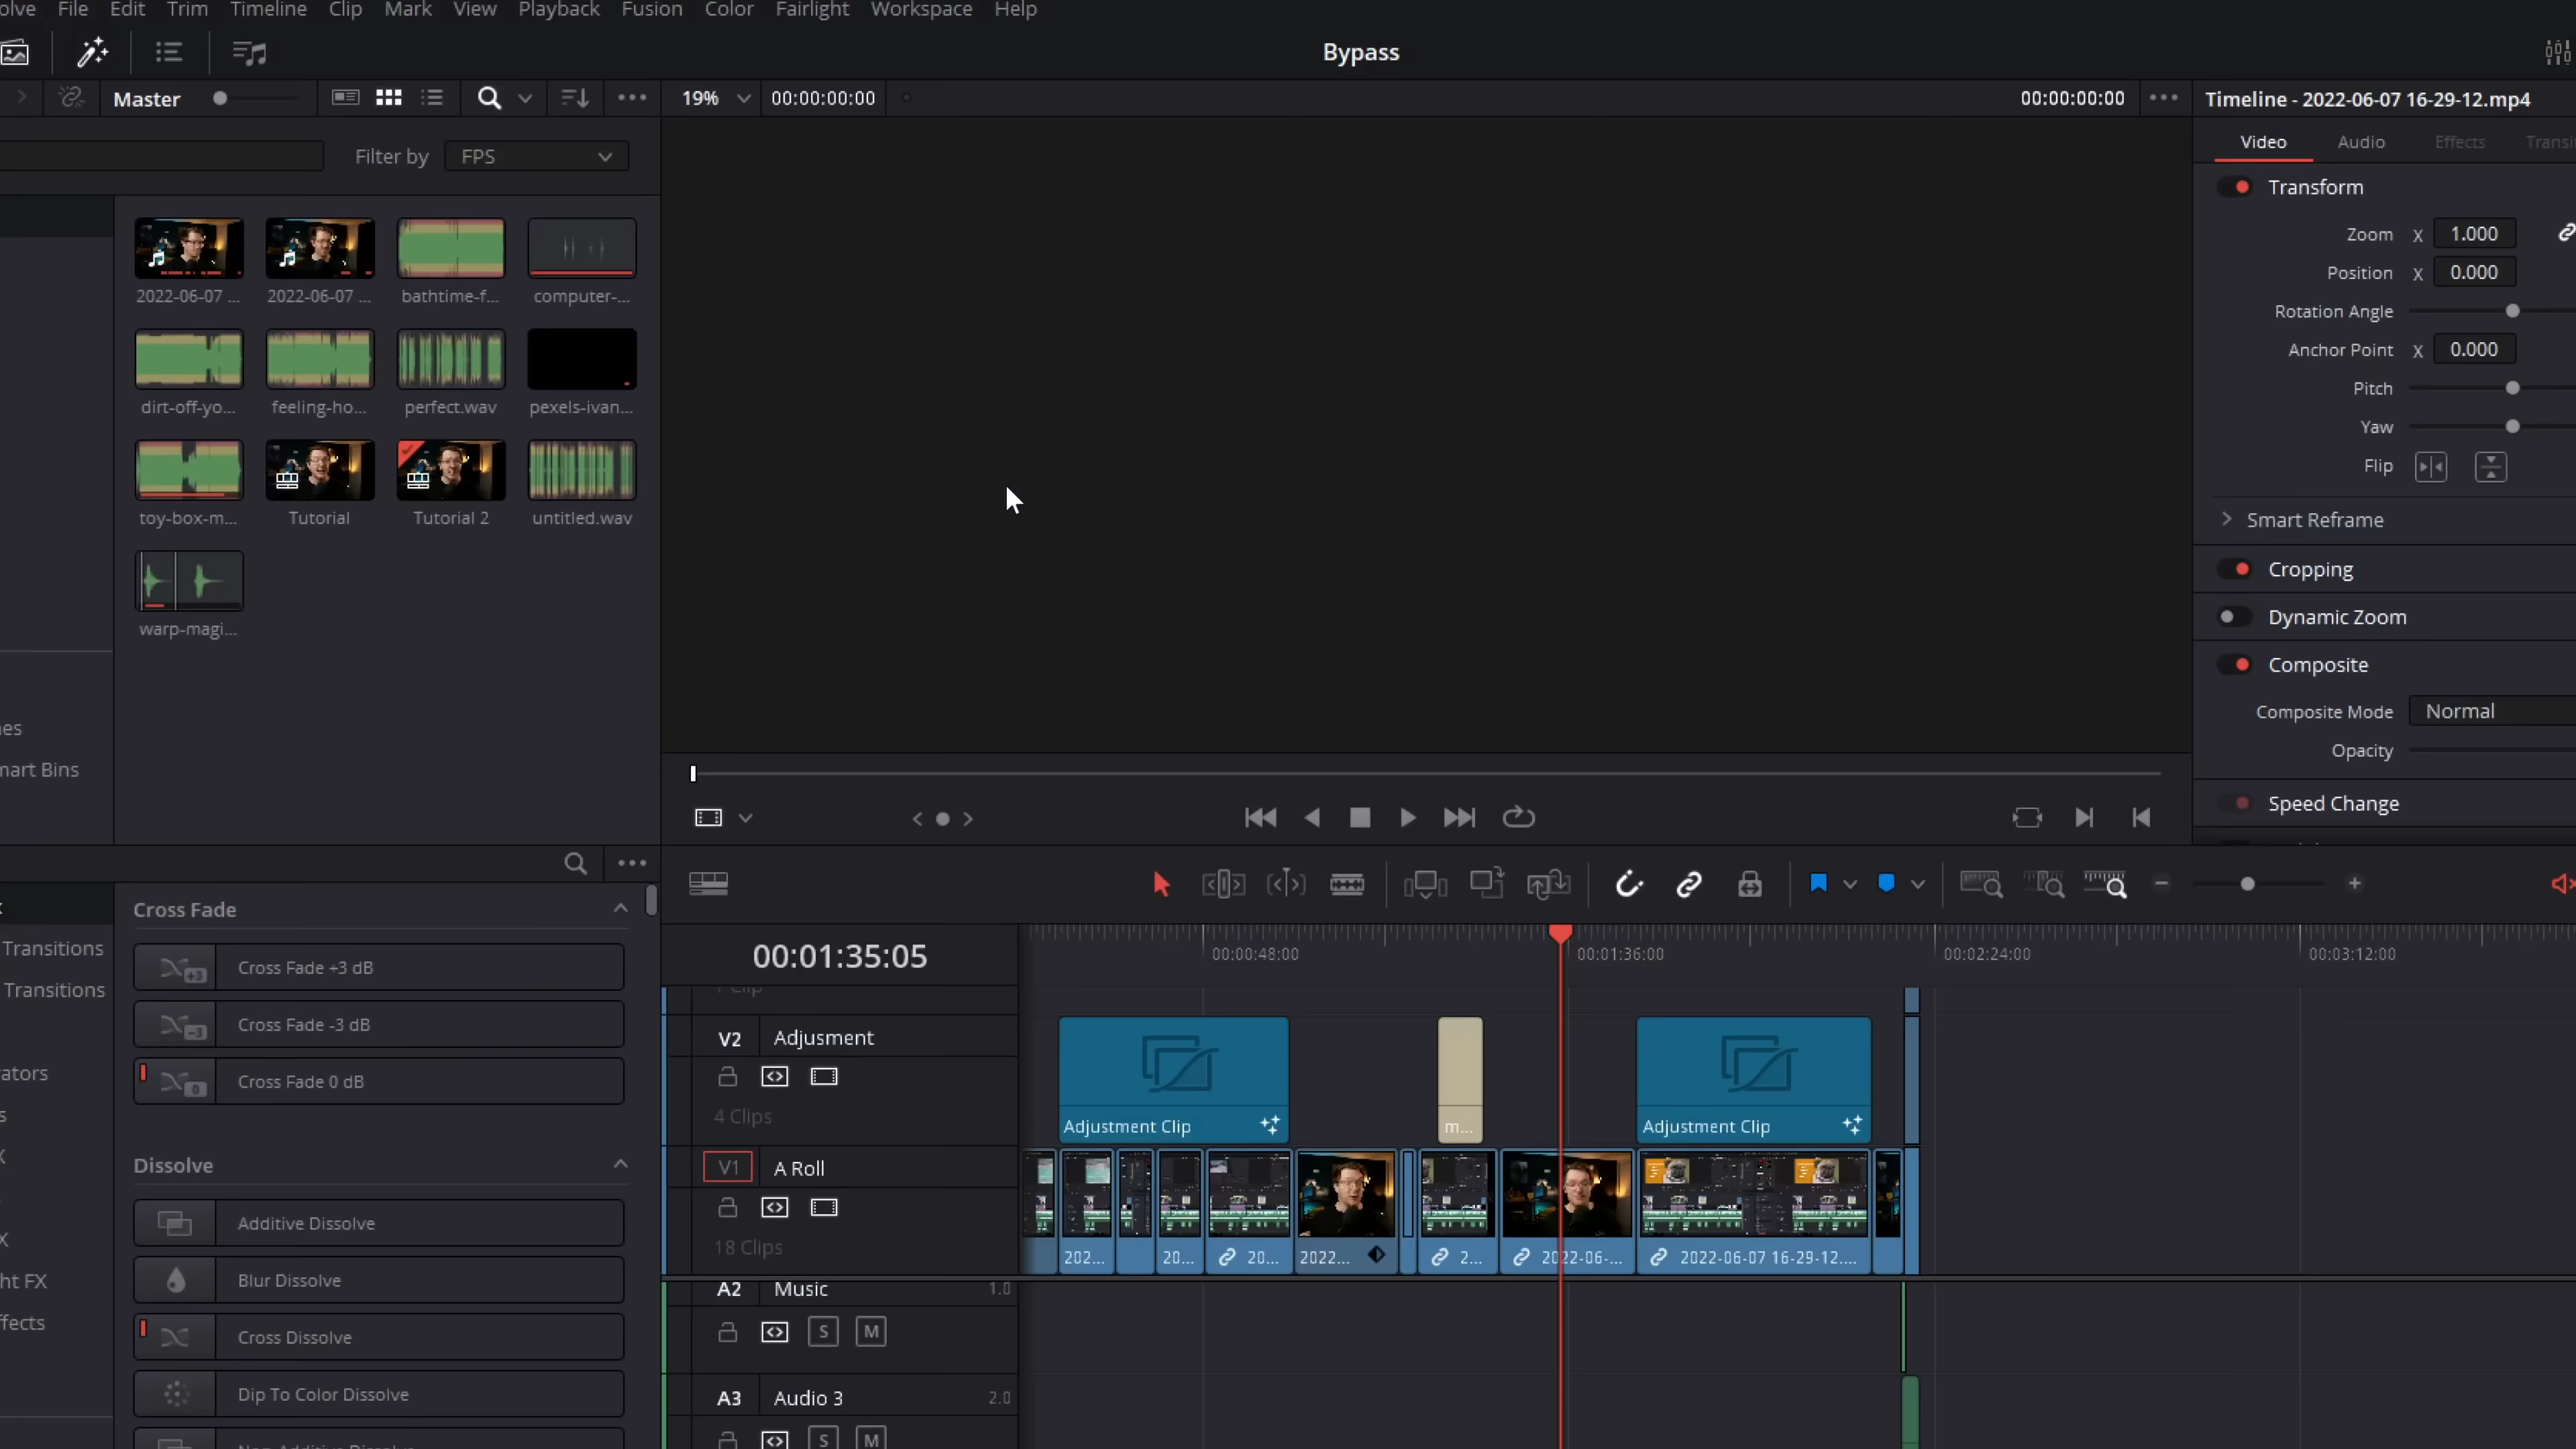 olve File Edit Trim Timeline Clip Mark View Playback Fusion Color Fairlight Workspace Help
Bypass
Master
19% 00:00:00:00
00:00:00:00
Timeline - 2022-06-07 16-29-12.mp4
Filter by FPS
Video Audio Effects Transi
2022-06-07 ... 2022-06-07 ... bathtime-f... computer-...
dirt-off-yo... feeling-ho... perfect.wav pexels-ivan...
toy-box-m... Tutorial Tutorial 2 untitled.wav
warp-magi...
es
mart Bins
Transform
Zoom X 1.000
Position X 0.000
Rotation Angle
Anchor Point X 0.000
Pitch
Yaw
Flip
Smart Reframe
Cropping
Dynamic Zoom
Composite
Composite Mode Normal
Opacity
Speed Change
x
Transitions
Transitions
ators
s
X
X
ht FX
ffects
Cross Fade
+3 Cross Fade +3 dB
-3 Cross Fade -3 dB
0 Cross Fade 0 dB
Dissolve
Additive Dissolve
Blur Dissolve
Cross Dissolve
Dip To Color Dissolve
00:01:35:05
00:00:48:00 00:01:36:00 00:02:24:00 00:03:12:00
1 Clip
V2 Adjusment
4 Clips
Adjustment Clip m... Adjustment Clip
V1 A Roll
18 Clips
202... 20... 20... 2022... 2... 2022-06-... 2022-06-07 16-29-12....
A2 Music 1.0
S M
A3 Audio 3 2.0
S M